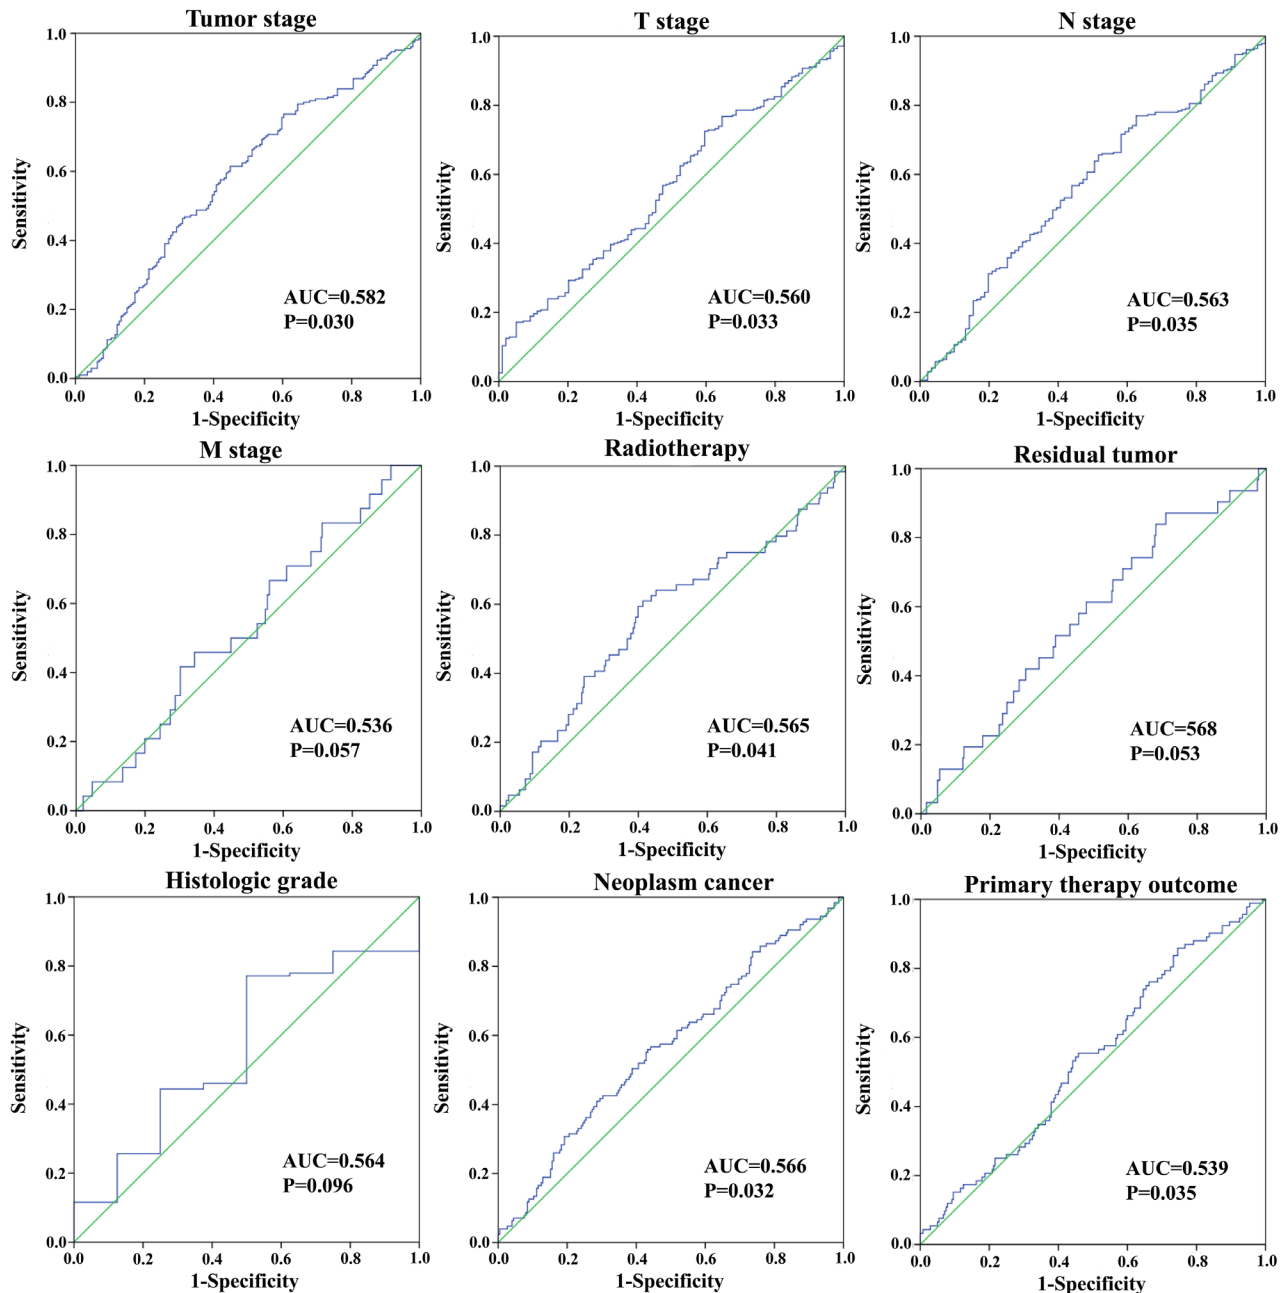 Tumor stage
1.0
0.8
0.6
0.4
0.2
0.0
Sensitivity
AUC=0.582
P=0.030
0.0 0.2 0.4 0.6 0.8 1.0
1-Specificity
T stage
1.0
0.8
0.6
0.4
0.2
0.0
Sensitivity
AUC=0.560
P=0.033
0.0 0.2 0.4 0.6 0.8 1.0
1-Specificity
N stage
1.0
0.8
0.6
0.4
0.2
0.0
Sensitivity
AUC=0.563
P=0.035
0.0 0.2 0.4 0.6 0.8 1.0
1-Specificity
M stage
1.0
0.8
0.6
0.4
0.2
0.0
Sensitivity
AUC=0.536
P=0.057
0.0 0.2 0.4 0.6 0.8 1.0
1-Specificity
Radiotherapy
1.0
0.8
0.6
0.4
0.2
0.0
Sensitivity
AUC=0.565
P=0.041
0.0 0.2 0.4 0.6 0.8 1.0
1-Specificity
Residual tumor
1.0
0.8
0.6
0.4
0.2
0.0
Sensitivity
AUC=568
P=0.053
0.0 0.2 0.4 0.6 0.8 1.0
1-Specificity
Histologic grade
1.0
0.8
0.6
0.4
0.2
0.0
Sensitivity
AUC=0.564
P=0.096
0.0 0.2 0.4 0.6 0.8 1.0
1-Specificity
Neoplasm cancer
1.0
0.8
0.6
0.4
0.2
0.0
Sensitivity
AUC=0.566
P=0.032
0.0 0.2 0.4 0.6 0.8 1.0
1-Specificity
Primary therapy outcome
1.0
0.8
0.6
0.4
0.2
0.0
Sensitivity
AUC=0.539
P=0.035
0.0 0.2 0.4 0.6 0.8 1.0
1-Specificity